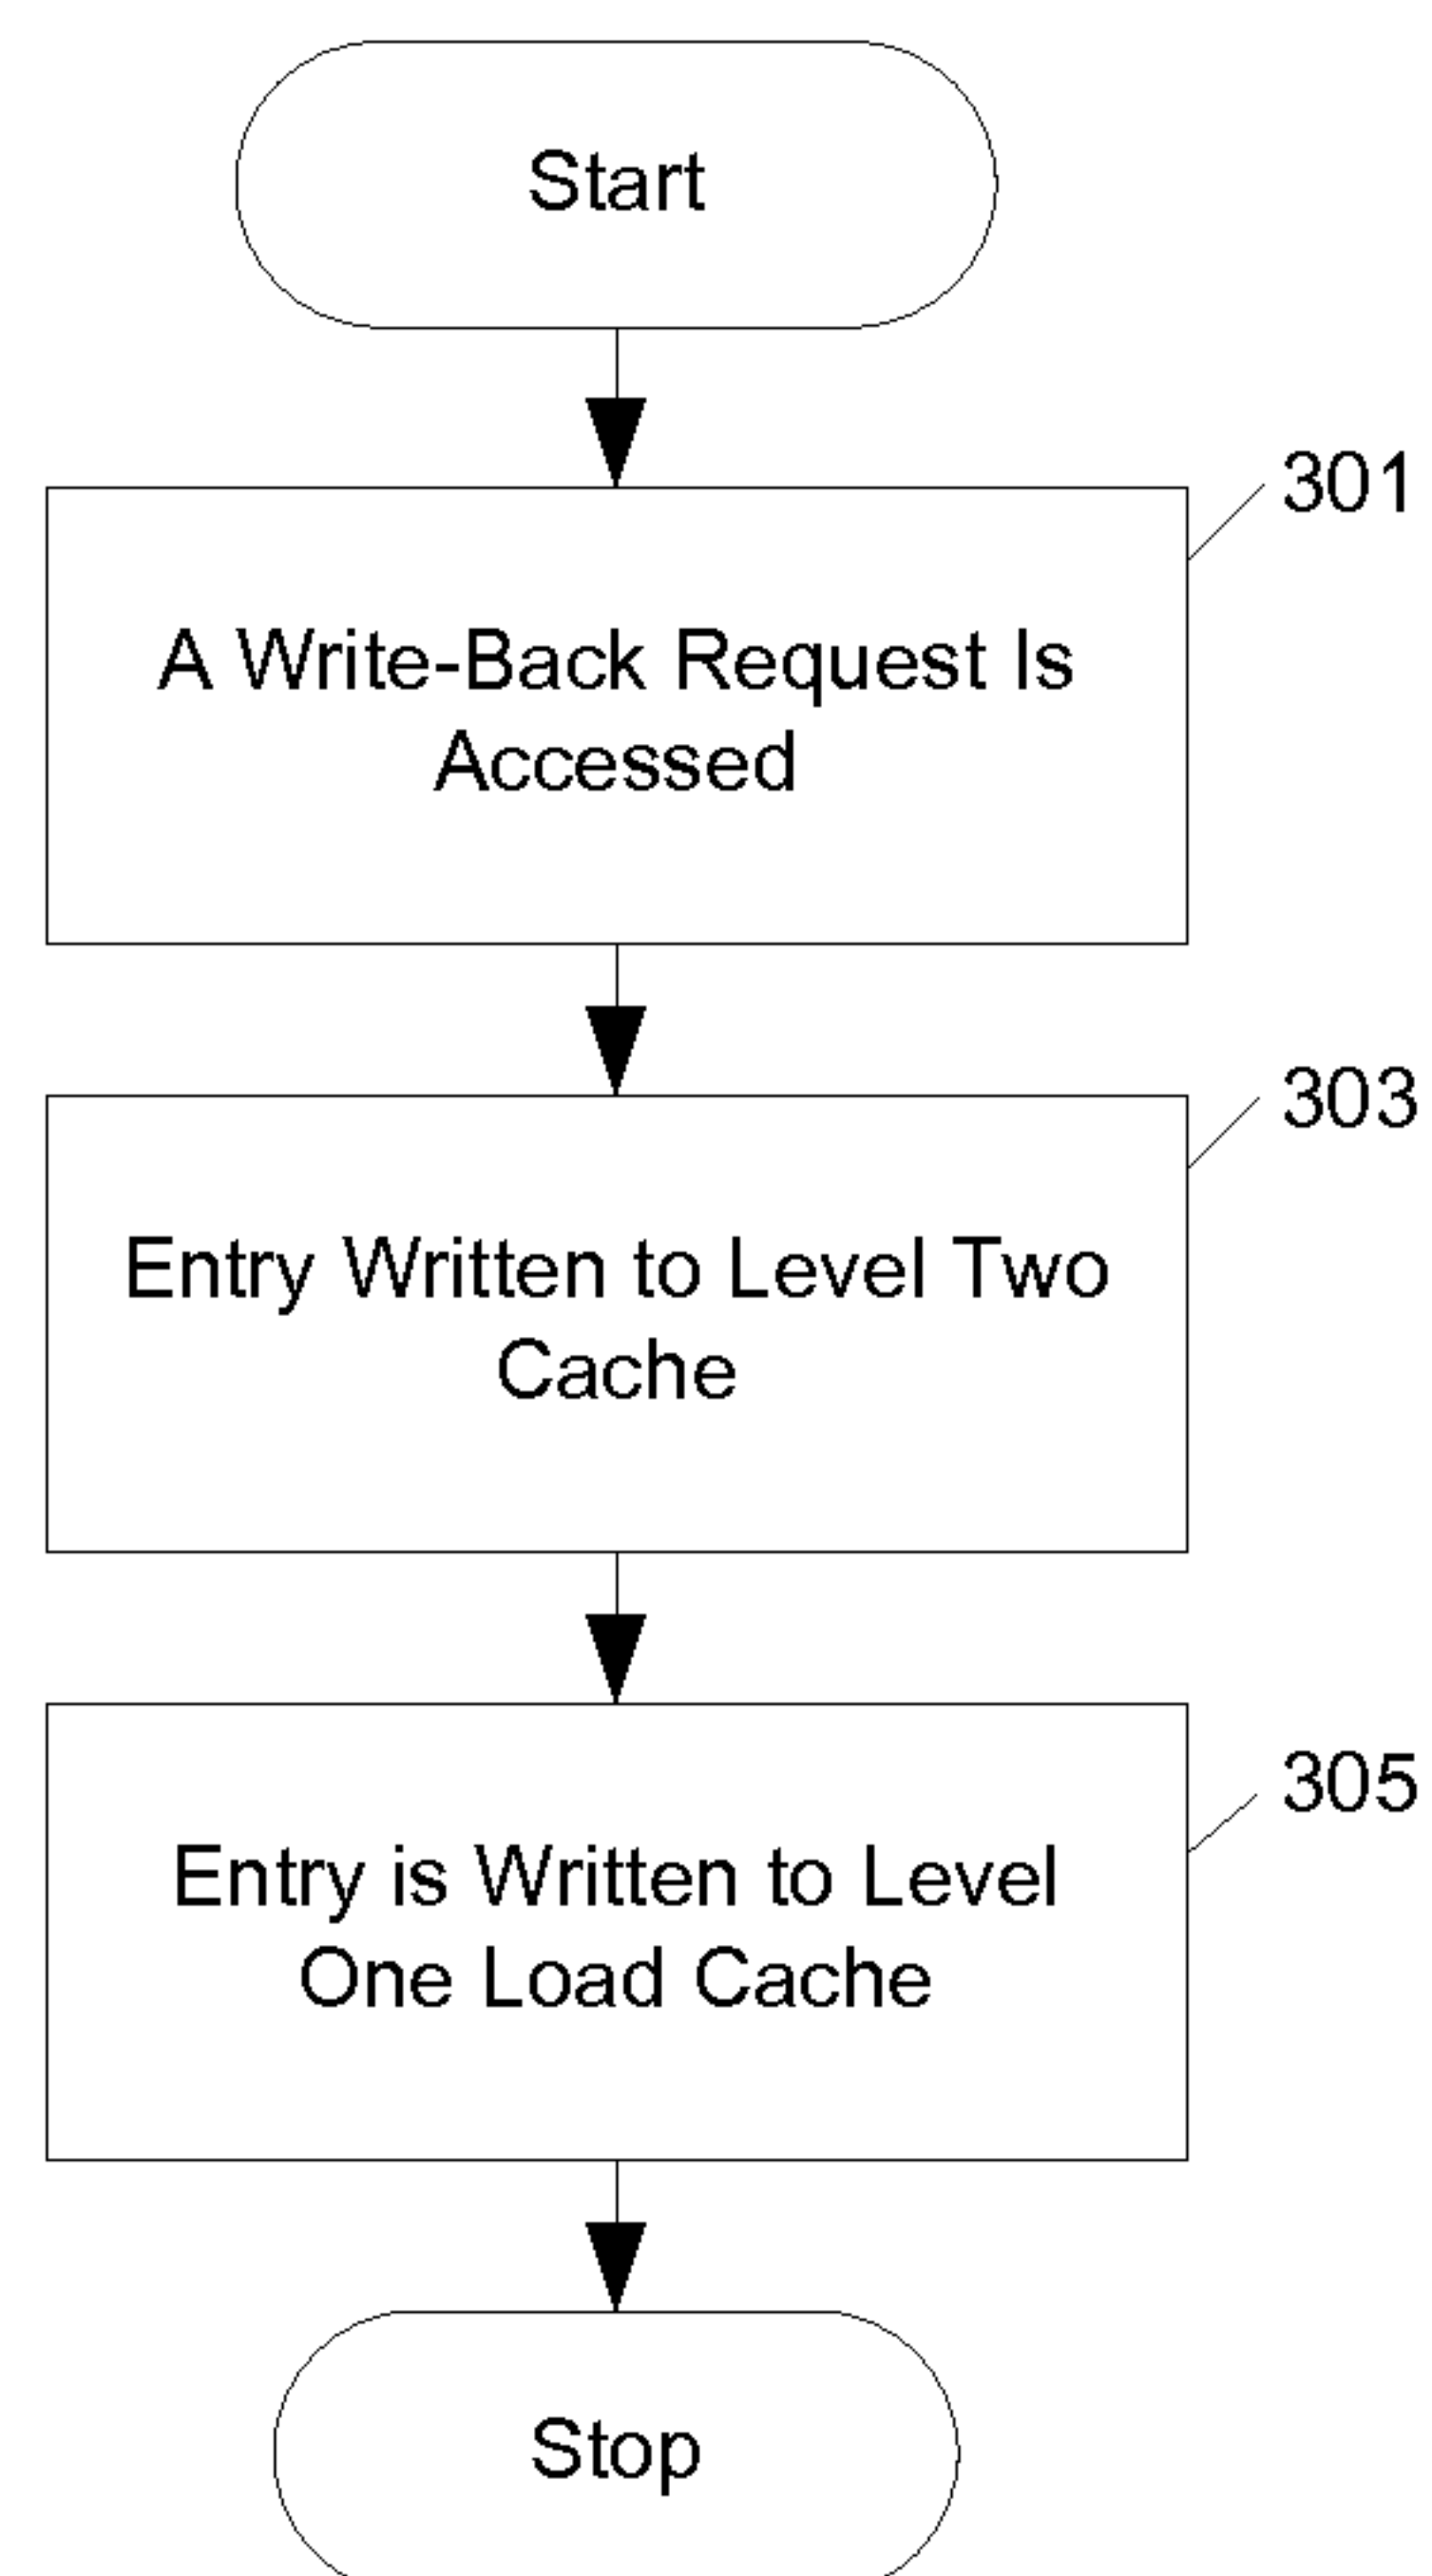 Start
301
A Write-Back Request Is
Accessed
303
Entry Written to Level Two
Cache
305
Entry is Written to Level
One Load Cache
Stop